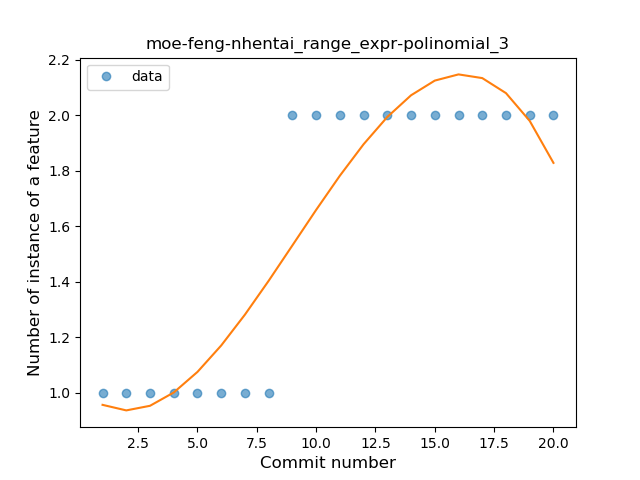 moe-feng-nhentai_range_expr-polinomial_3
data
Number of instance of a feature
2.2
2.0
1.8
1.6
1.4
1.2
1.0
2.5 5.0 7.5 10.0 12.5 15.0 17.5 20.0
Commit number